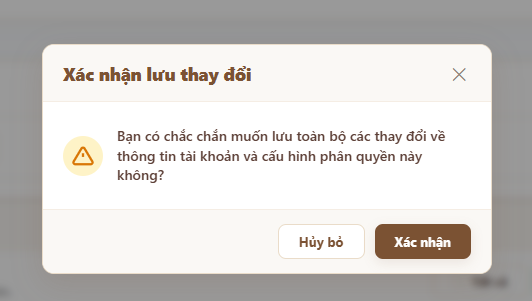 Xác nhận lưu thay đổi
Bạn có chắc chắn muốn lưu toàn bộ các thay đổi về
thông tin tài khoản và cấu hình phân quyền này
không?
Hủy bỏ
Xác nhận